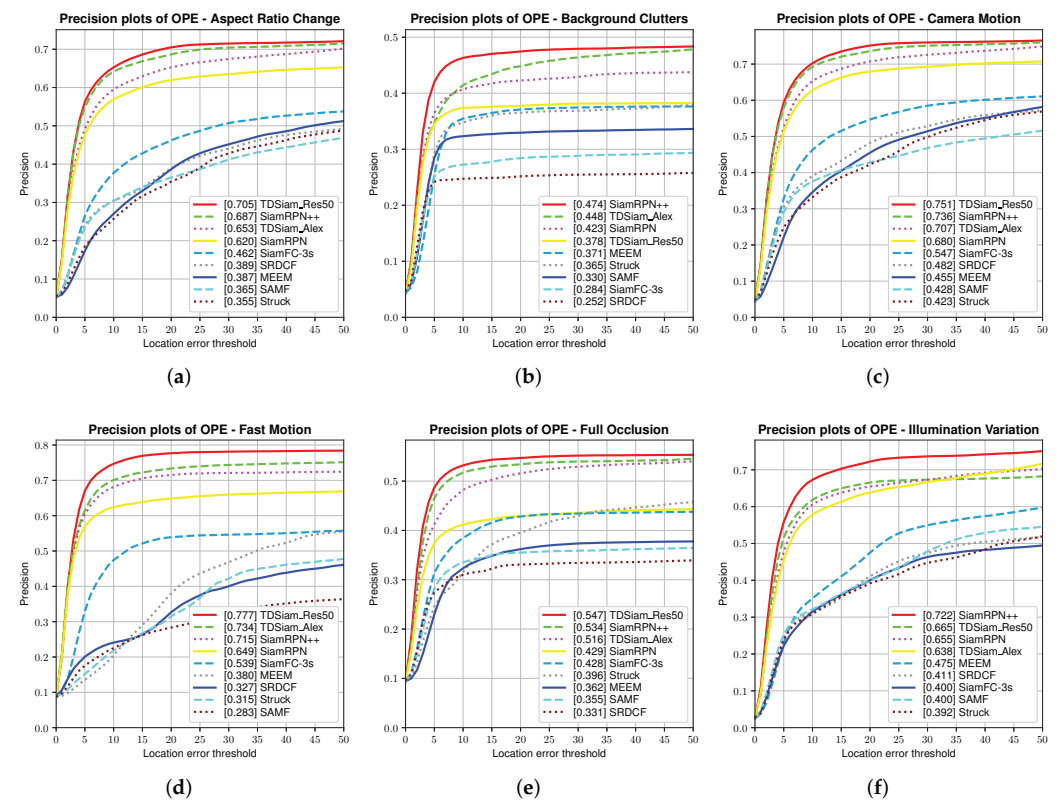 Precision plots of OPE - Aspect Ratio Change
Precision
0.7
0.6
0.5
0.4
0.3
0.2
0.1
0.0
[0.705] TDSiam_Res50
[0.687] SiamRPN++
[0.653] TDSiam_Alex
[0.620] SiamRPN
[0.462] SiamFC-3s
[0.389] SRDCF
[0.387] MEEM
[0.365] SAMF
[0.355] Struck
0 5 10 15 20 25 30 35 40 45 50
Location error threshold
(a)
Precision plots of OPE - Background Clutters
Precision
0.5
0.4
0.3
0.2
0.1
0.0
[0.474] SiamRPN++
[0.448] TDSiam_Alex
[0.423] SiamRPN
[0.378] TDSiam_Res50
[0.371] MEEM
[0.365] Struck
[0.330] SAMF
[0.284] SiamFC-3s
[0.252] SRDCF
0 5 10 15 20 25 30 35 40 45 50
Location error threshold
(b)
Precision plots of OPE - Camera Motion
Precision
0.7
0.6
0.5
0.4
0.3
0.2
0.1
0.0
[0.751] TDSiam_Res50
[0.736] SiamRPN++
[0.707] TDSiam_Alex
[0.680] SiamRPN
[0.547] SiamFC-3s
[0.482] SRDCF
[0.455] MEEM
[0.428] SAMF
[0.423] Struck
0 5 10 15 20 25 30 35 40 45 50
Location error threshold
(c)
Precision plots of OPE - Fast Motion
Precision
0.8
0.7
0.6
0.5
0.4
0.3
0.2
0.1
0.0
[0.777] TDSiam_Res50
[0.734] TDSiam_Alex
[0.715] SiamRPN++
[0.649] SiamRPN
[0.539] SiamFC-3s
[0.380] MEEM
[0.327] SRDCF
[0.315] Struck
[0.283] SAMF
0 5 10 15 20 25 30 35 40 45 50
Location error threshold
(d)
Precision plots of OPE - Full Occlusion
Precision
0.5
0.4
0.3
0.2
0.1
0.0
[0.547] TDSiam_Res50
[0.534] SiamRPN++
[0.516] TDSiam_Alex
[0.429] SiamRPN
[0.428] SiamFC-3s
[0.396] Struck
[0.362] MEEM
[0.355] SAMF
[0.331] SRDCF
0 5 10 15 20 25 30 35 40 45 50
Location error threshold
(e)
Precision plots of OPE - Illumination Variation
Precision
0.7
0.6
0.5
0.4
0.3
0.2
0.1
0.0
[0.722] SiamRPN++
[0.665] TDSiam_Res50
[0.655] SiamRPN
[0.638] TDSiam_Alex
[0.475] MEEM
[0.411] SRDCF
[0.400] SiamFC-3s
[0.400] SAMF
[0.392] Struck
0 5 10 15 20 25 30 35 40 45 50
Location error threshold
(f)